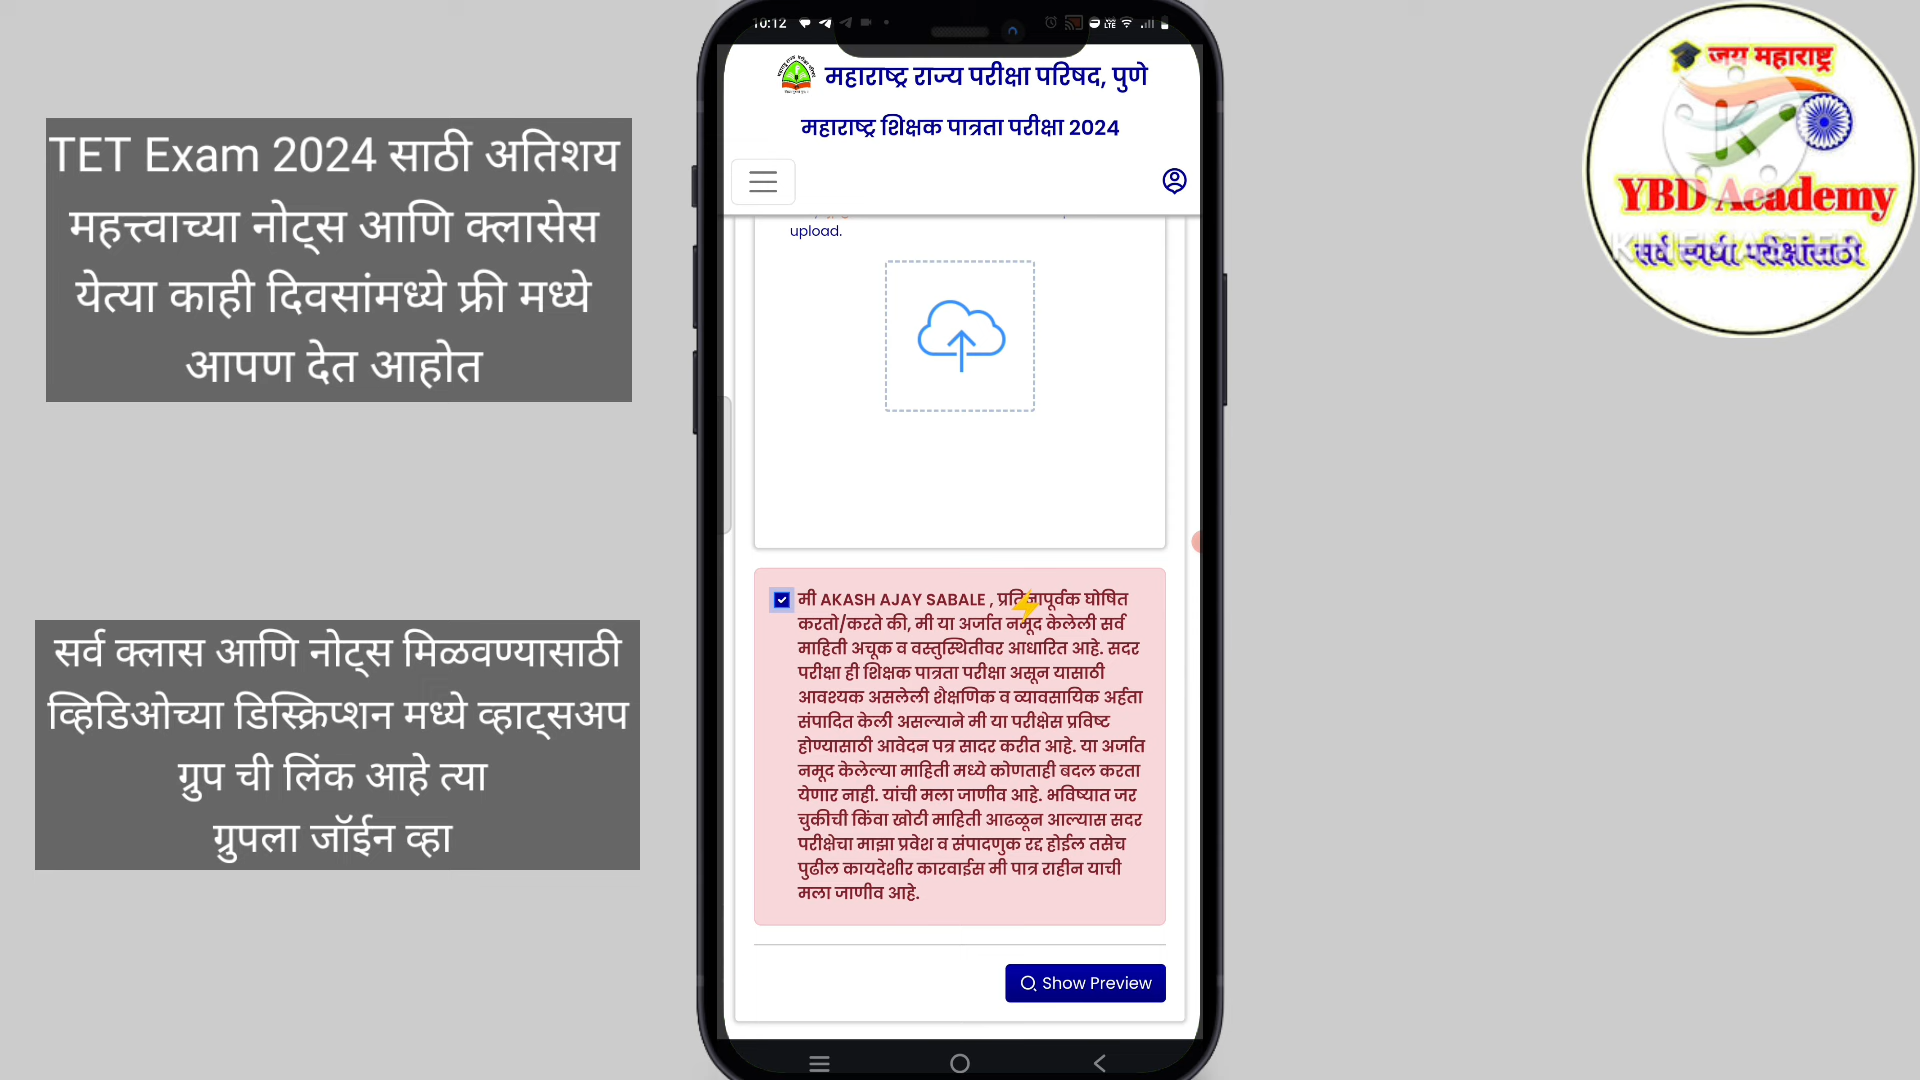 TET Exam 2024 साठी अतिशय
महत्त्वाच्या नोट्स आणि क्लासेस
येत्या काही दिवसांमध्ये फ्री मध्ये
आपण देत आहोत
सर्व क्लास आणि नोट्स मिळवण्यासाठी
व्हिडिओच्या डिस्क्रिप्शन मध्ये व्हाट्सअप
ग्रुप ची लिंक आहे त्या
ग्रुपला जॉईन व्हा
10:12
महाराष्ट्र राज्य परीक्षा परिषद, पुणे
महाराष्ट्र शिक्षक पात्रता परीक्षा 2024
upload.
मी AKASH AJAY SABALE , प्रतिज्ञापूर्वक घोषित
करतो/करते की, मी या अर्जात नमूद केलेली सर्व
माहिती अचूक व वस्तुस्थितीवर आधारित आहे. सदर
परीक्षा ही शिक्षक पात्रता परीक्षा असून यासाठी
आवश्यक असलेली शैक्षणिक व व्यावसायिक अर्हता
संपादित केली असल्याने मी या परीक्षेस प्रविष्ट
होण्यासाठी आवेदन पत्र सादर करीत आहे. या अर्जात
नमूद केलेल्या माहिती मध्ये कोणताही बदल करता
येणार नाही. यांची मला जाणीव आहे. भविष्यात जर
चुकीची किंवा खोटी माहिती आढळून आल्यास सदर
परीक्षेचा माझा प्रवेश व संपादणुक रद्द होईल तसेच
पुढील कायदेशीर कारवाईस मी पात्र राहीन याची
मला जाणीव आहे.
Show Preview
जय महाराष्ट्र
YBD Academy
सर्व स्पर्धा परीक्षांसाठी